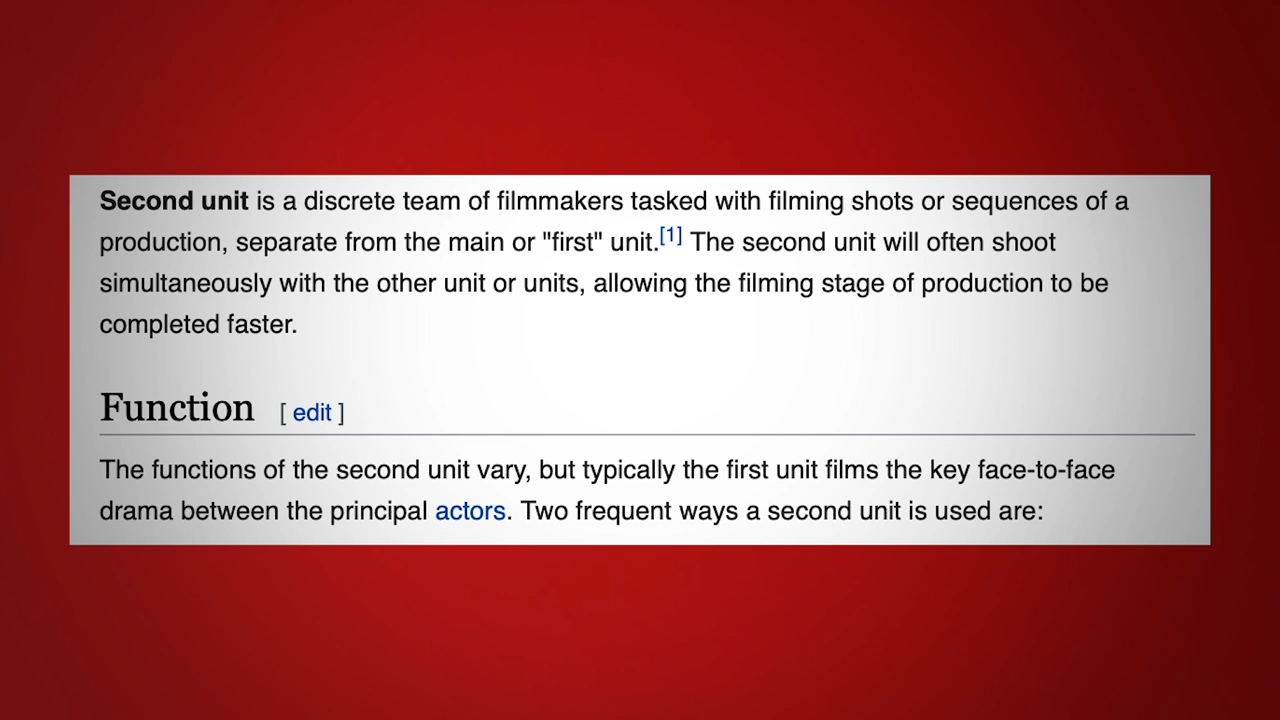 Second unit is a discrete team of filmmakers tasked with filming shots or sequences of a
production, separate from the main or "first" unit.[1] The second unit will often shoot
simultaneously with the other unit or units, allowing the filming stage of production to be
completed faster.
Function [ edit ]
The functions of the second unit vary, but typically the first unit films the key face-to-face
drama between the principal actors. Two frequent ways a second unit is used are: